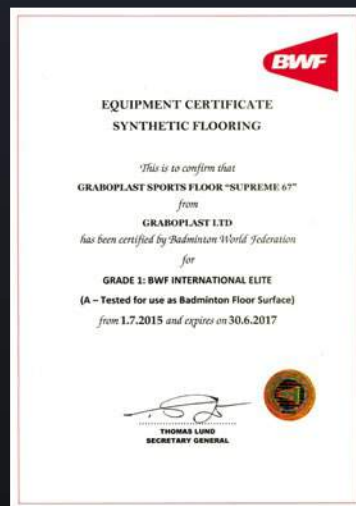 BWF
EQUIPMENT CERTIFICATE
SYNTHETIC FLOORING
This is to confirm that
GRABOPLAST SPORTS FLOOR “SUPREME 67”
from
GRABOPLAST LTD
has been certified by Badminton World Federation
for
GRADE 1: BWF INTERNATIONAL ELITE
(A – Tested for use as Badminton Floor Surface)
from 1.7.2015 and expires on 30.6.2017
THOMAS LUND
SECRETARY GENERAL